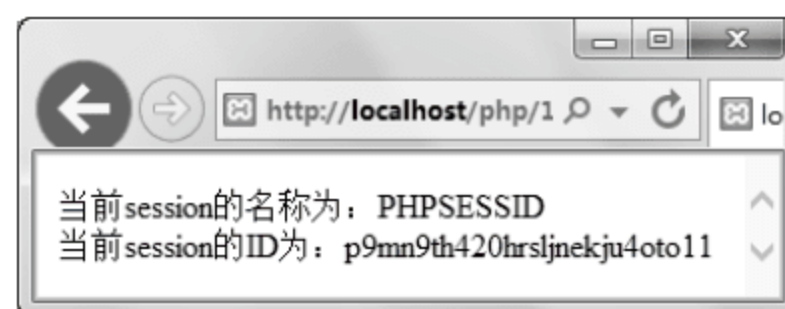 http://localhost/php/1
lo
当前session的名称为：PHPSESSID
当前session的ID为：p9mn9th420hrsljnekju4oto11